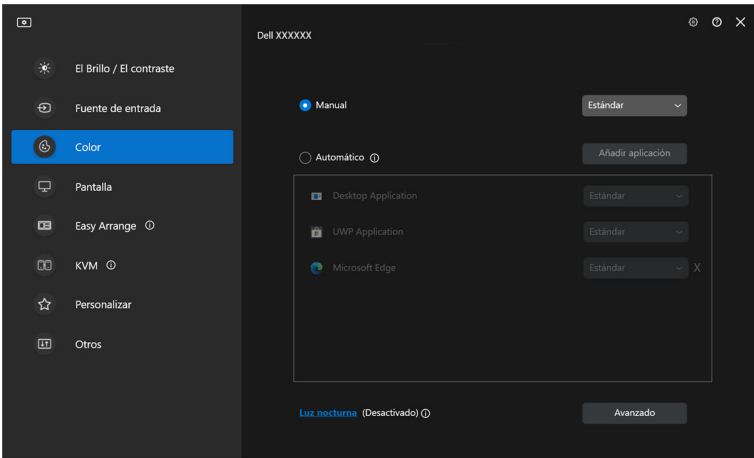 Dell XXXXXX
El Brillo / El contraste
Fuente de entrada
Color
Pantalla
Easy Arrange
KVM
Personalizar
Otros
Manual
Estándar
Automático
Añadir aplicación
Desktop Application
Estándar
UWP Application
Estándar
Microsoft Edge
Estándar
X
Luz nocturna (Desactivado)
Avanzado